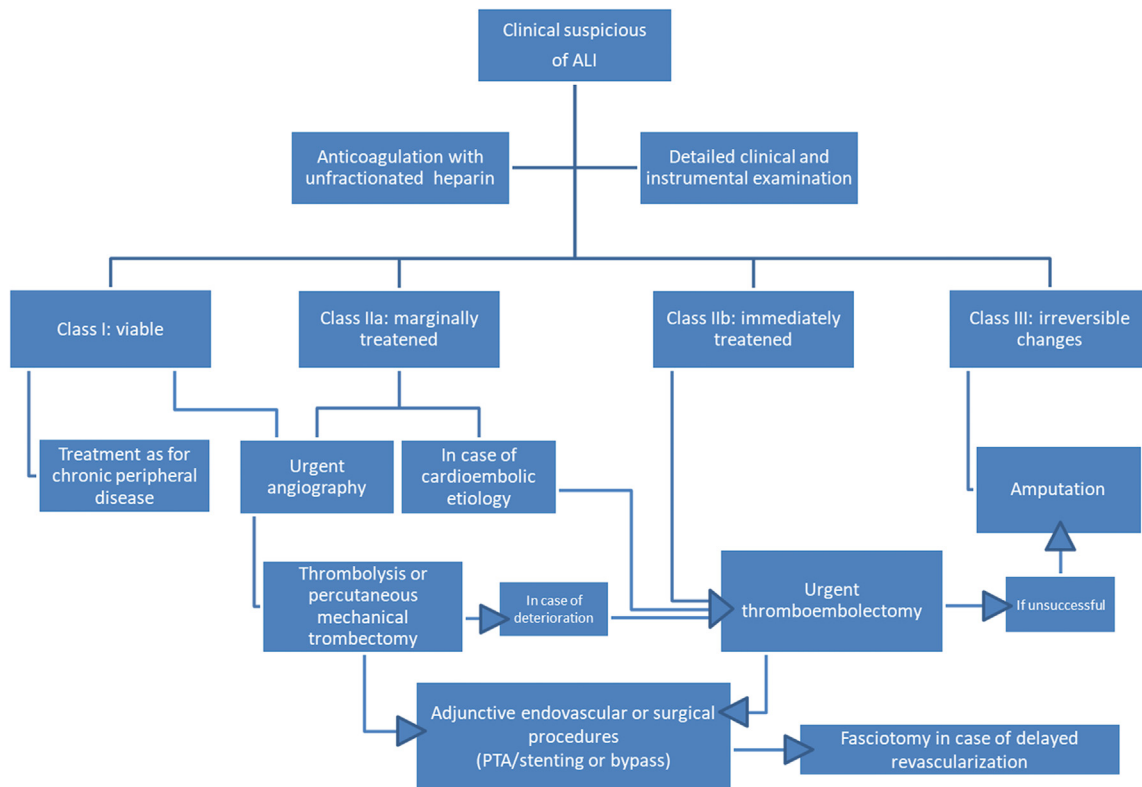 Clinical suspicious
of ALI
Anticoagulation with
unfractionated heparin
Detailed clinical and
instrumental examination
Class I: viable
Class IIa: marginally
treatened
Class IIb: immediately
treatened
Class III: irreversible
changes
Treatment as for
chronic peripheral
disease
Urgent
angiography
In case of
cardioembolic
etiology
Amputation
Thrombolysis or
percutaneous
mechanical
trombectomy
In case of
deterioration
Urgent
thromboembolectomy
If unsuccessful
Adjunctive endovascular or surgical
procedures
(PTA/stenting or bypass)
Fasciotomy in case of delayed
revascularization